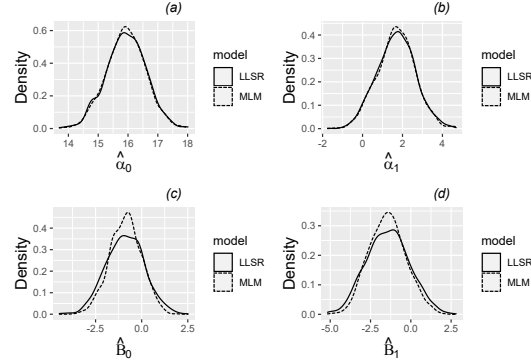 (a)
Density
0.6
0.4
0.2
0.0
14 15 16 17 18
α̂0
model
LLSR
MLM
(b)
Density
0.4
0.3
0.2
0.1
0.0
−2 0 2 4
α̂1
model
LLSR
MLM
(c)
Density
0.4
0.3
0.2
0.1
0.0
−2.5 0.0 2.5
B̂0
model
LLSR
MLM
(d)
Density
0.3
0.2
0.1
0.0
−5.0 −2.5 0.0 2.5
B̂1
model
LLSR
MLM